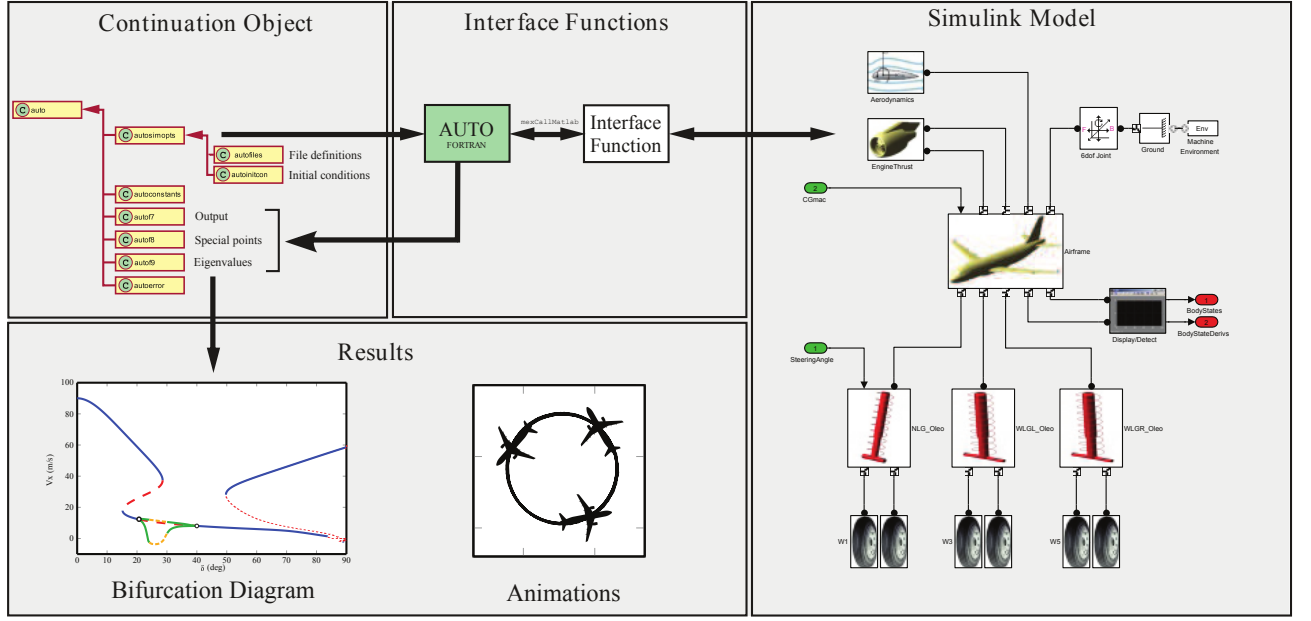 Continuation Object
C auto
C autosimopts
C autofiles
File definitions
C autoinitcon
Initial conditions
C autoconstants
C autof7
Output
C autof8
Special points
C autof9
Eigenvalues
C autoerror
Interface Functions
AUTO
FORTRAN
mexCallMatlab
Interface
Function
Simulink Model
Aerodynamics
EngineThrust
F
B
6dof Joint
Ground
Env
Machine
Environment
2
CGmac
Airframe
1
BodyStates
2
BodyStateDerivs
Display/Detect
1
SteeringAngle
NLG_Oleo
WLGL_Oleo
WLGR_Oleo
W1
W3
W5
Results
100
80
60
40
20
0
Vx (m/s)
0 10 20 30 40 50 60 70 80 90
δ (deg)
Bifurcation Diagram
Animations